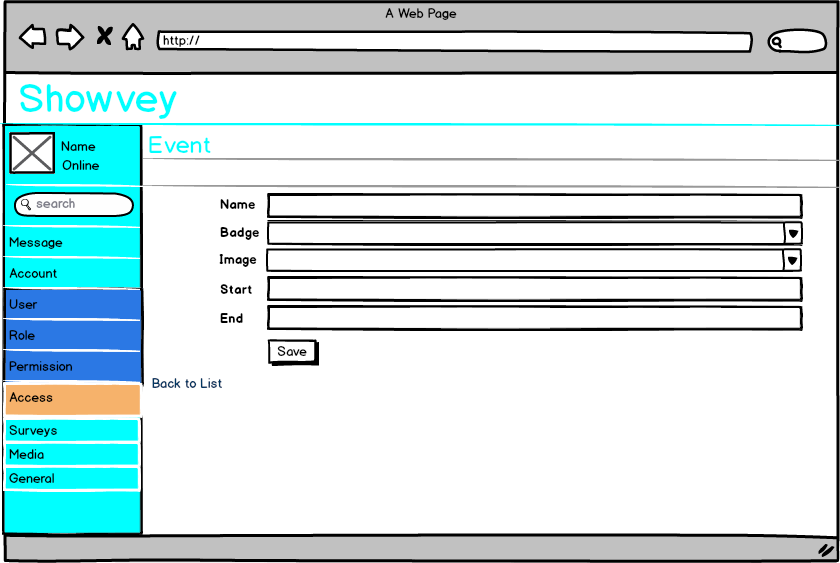 A Web Page
http://
Showvey
Event
Name
Online
search
Message
Account
User
Role
Permission
Access
Surveys
Media
General
Name
Badge
Image
Start
End
Save
Back to List